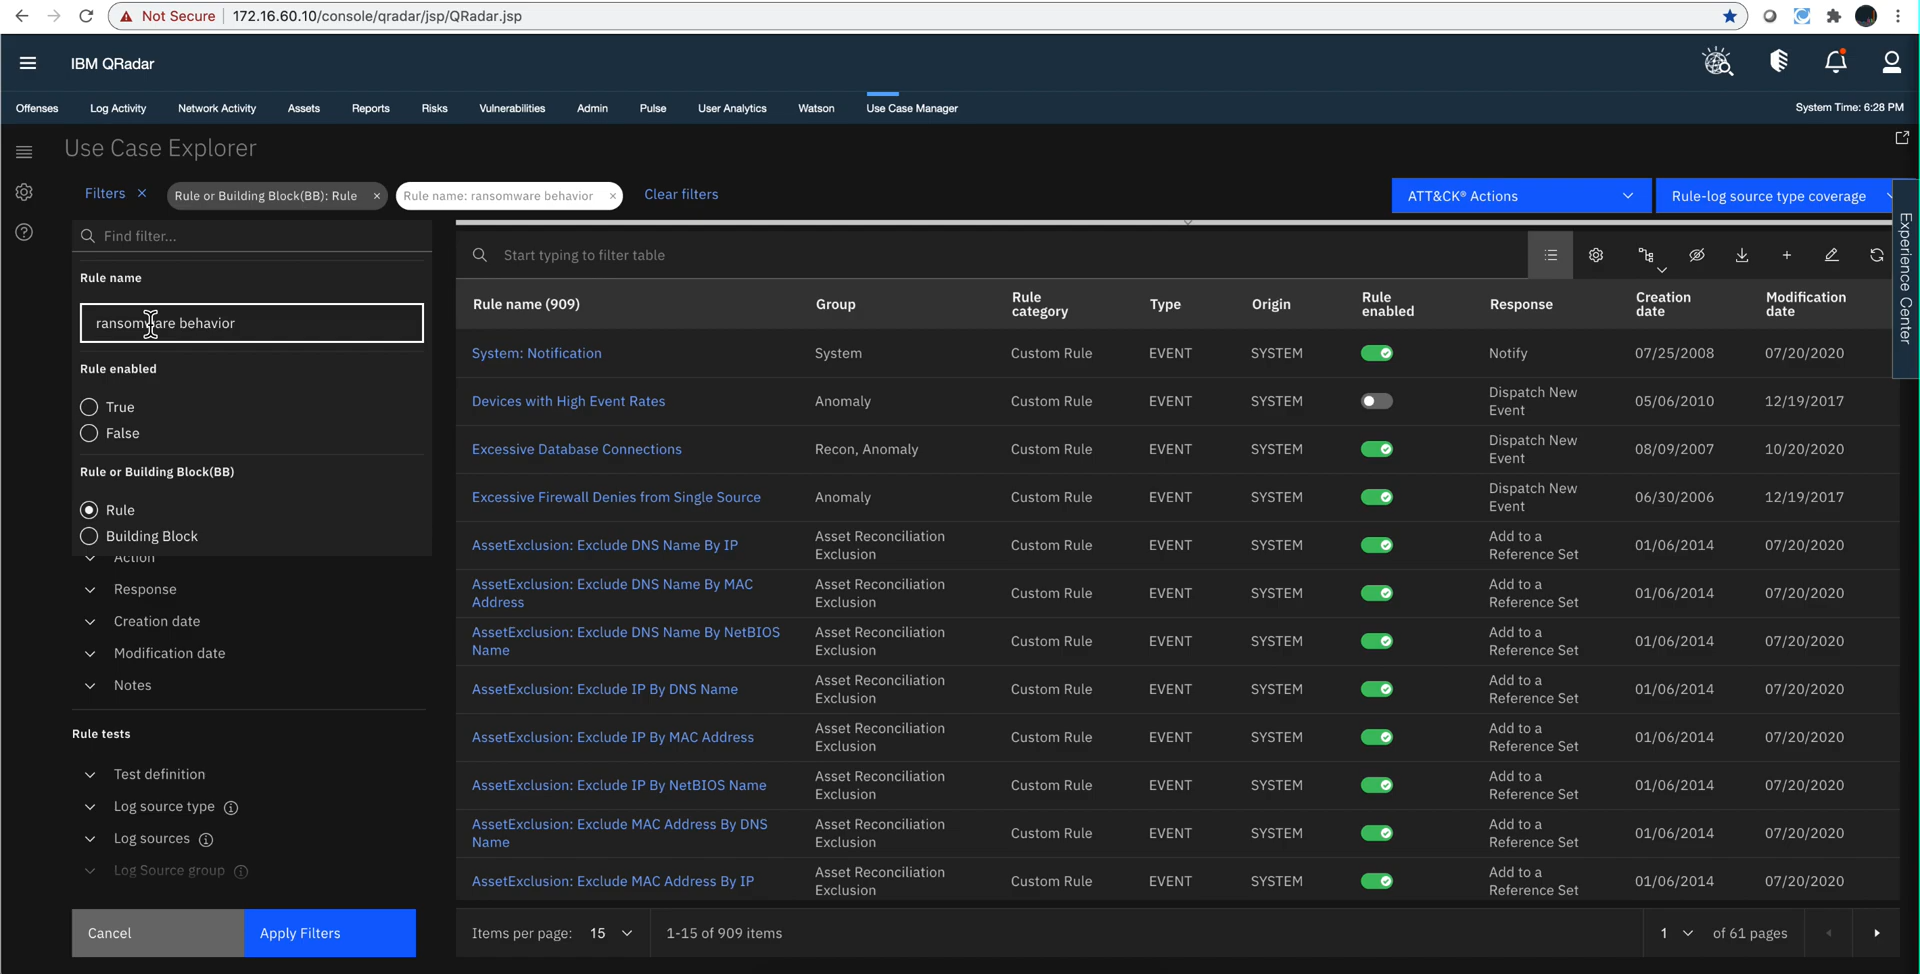 Not Secure
172.16.60.10/console/qradar/jsp/QRadar.jsp
IBM QRadar
Offenses Log Activity Network Activity Assets Reports Risks Vulnerabilities Admin Pulse User Analytics Watson Use Case Manager System Time: 6:28 PM
Use Case Explorer
Filters × Rule or Building Block(BB): Rule × Rule name: ransomware behavior × Clear filters ATT&CK® Actions Rule-log source type coverage
Experience Center
Find filter...
Rule name
ransomware behavior
Rule enabled
True
False
Rule or Building Block(BB)
Rule
Building Block
Action
Response
Creation date
Modification date
Notes
Rule tests
Test definition
Log source type
Log sources
Log Source group
Cancel Apply Filters
Start typing to filter table
Rule name (909) Group Rule category Type Origin Rule enabled Response Creation date Modification date
System: Notification System Custom Rule EVENT SYSTEM Notify 07/25/2008 07/20/2020
Devices with High Event Rates Anomaly Custom Rule EVENT SYSTEM Dispatch New Event 05/06/2010 12/19/2017
Excessive Database Connections Recon, Anomaly Custom Rule EVENT SYSTEM Dispatch New Event 08/09/2007 10/20/2020
Excessive Firewall Denies from Single Source Anomaly Custom Rule EVENT SYSTEM Dispatch New Event 06/30/2006 12/19/2017
AssetExclusion: Exclude DNS Name By IP Asset Reconciliation Exclusion Custom Rule EVENT SYSTEM Add to a Reference Set 01/06/2014 07/20/2020
AssetExclusion: Exclude DNS Name By MAC Address Asset Reconciliation Exclusion Custom Rule EVENT SYSTEM Add to a Reference Set 01/06/2014 07/20/2020
AssetExclusion: Exclude DNS Name By NetBIOS Name Asset Reconciliation Exclusion Custom Rule EVENT SYSTEM Add to a Reference Set 01/06/2014 07/20/2020
AssetExclusion: Exclude IP By DNS Name Asset Reconciliation Exclusion Custom Rule EVENT SYSTEM Add to a Reference Set 01/06/2014 07/20/2020
AssetExclusion: Exclude IP By MAC Address Asset Reconciliation Exclusion Custom Rule EVENT SYSTEM Add to a Reference Set 01/06/2014 07/20/2020
AssetExclusion: Exclude IP By NetBIOS Name Asset Reconciliation Exclusion Custom Rule EVENT SYSTEM Add to a Reference Set 01/06/2014 07/20/2020
AssetExclusion: Exclude MAC Address By DNS Name Asset Reconciliation Exclusion Custom Rule EVENT SYSTEM Add to a Reference Set 01/06/2014 07/20/2020
AssetExclusion: Exclude MAC Address By IP Asset Reconciliation Exclusion Custom Rule EVENT SYSTEM Add to a Reference Set 01/06/2014 07/20/2020
Items per page: 15 1-15 of 909 items 1 of 61 pages